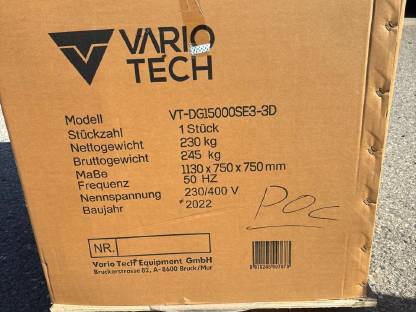 VARIO
TECH
Modell VT-DG15000SE3-3D
Stückzahl 1 Stück
Nettogewicht 230 kg
Bruttogewicht 245 kg
Maße 1130 x 750 x 750 mm
Frequenz 50 HZ
Nennspannung 230/400 V
Baujahr 2022
POC
NR.
Vario Tech Equipment GmbH
Bruckerstrasse 82, A-8600 Bruck/Mur